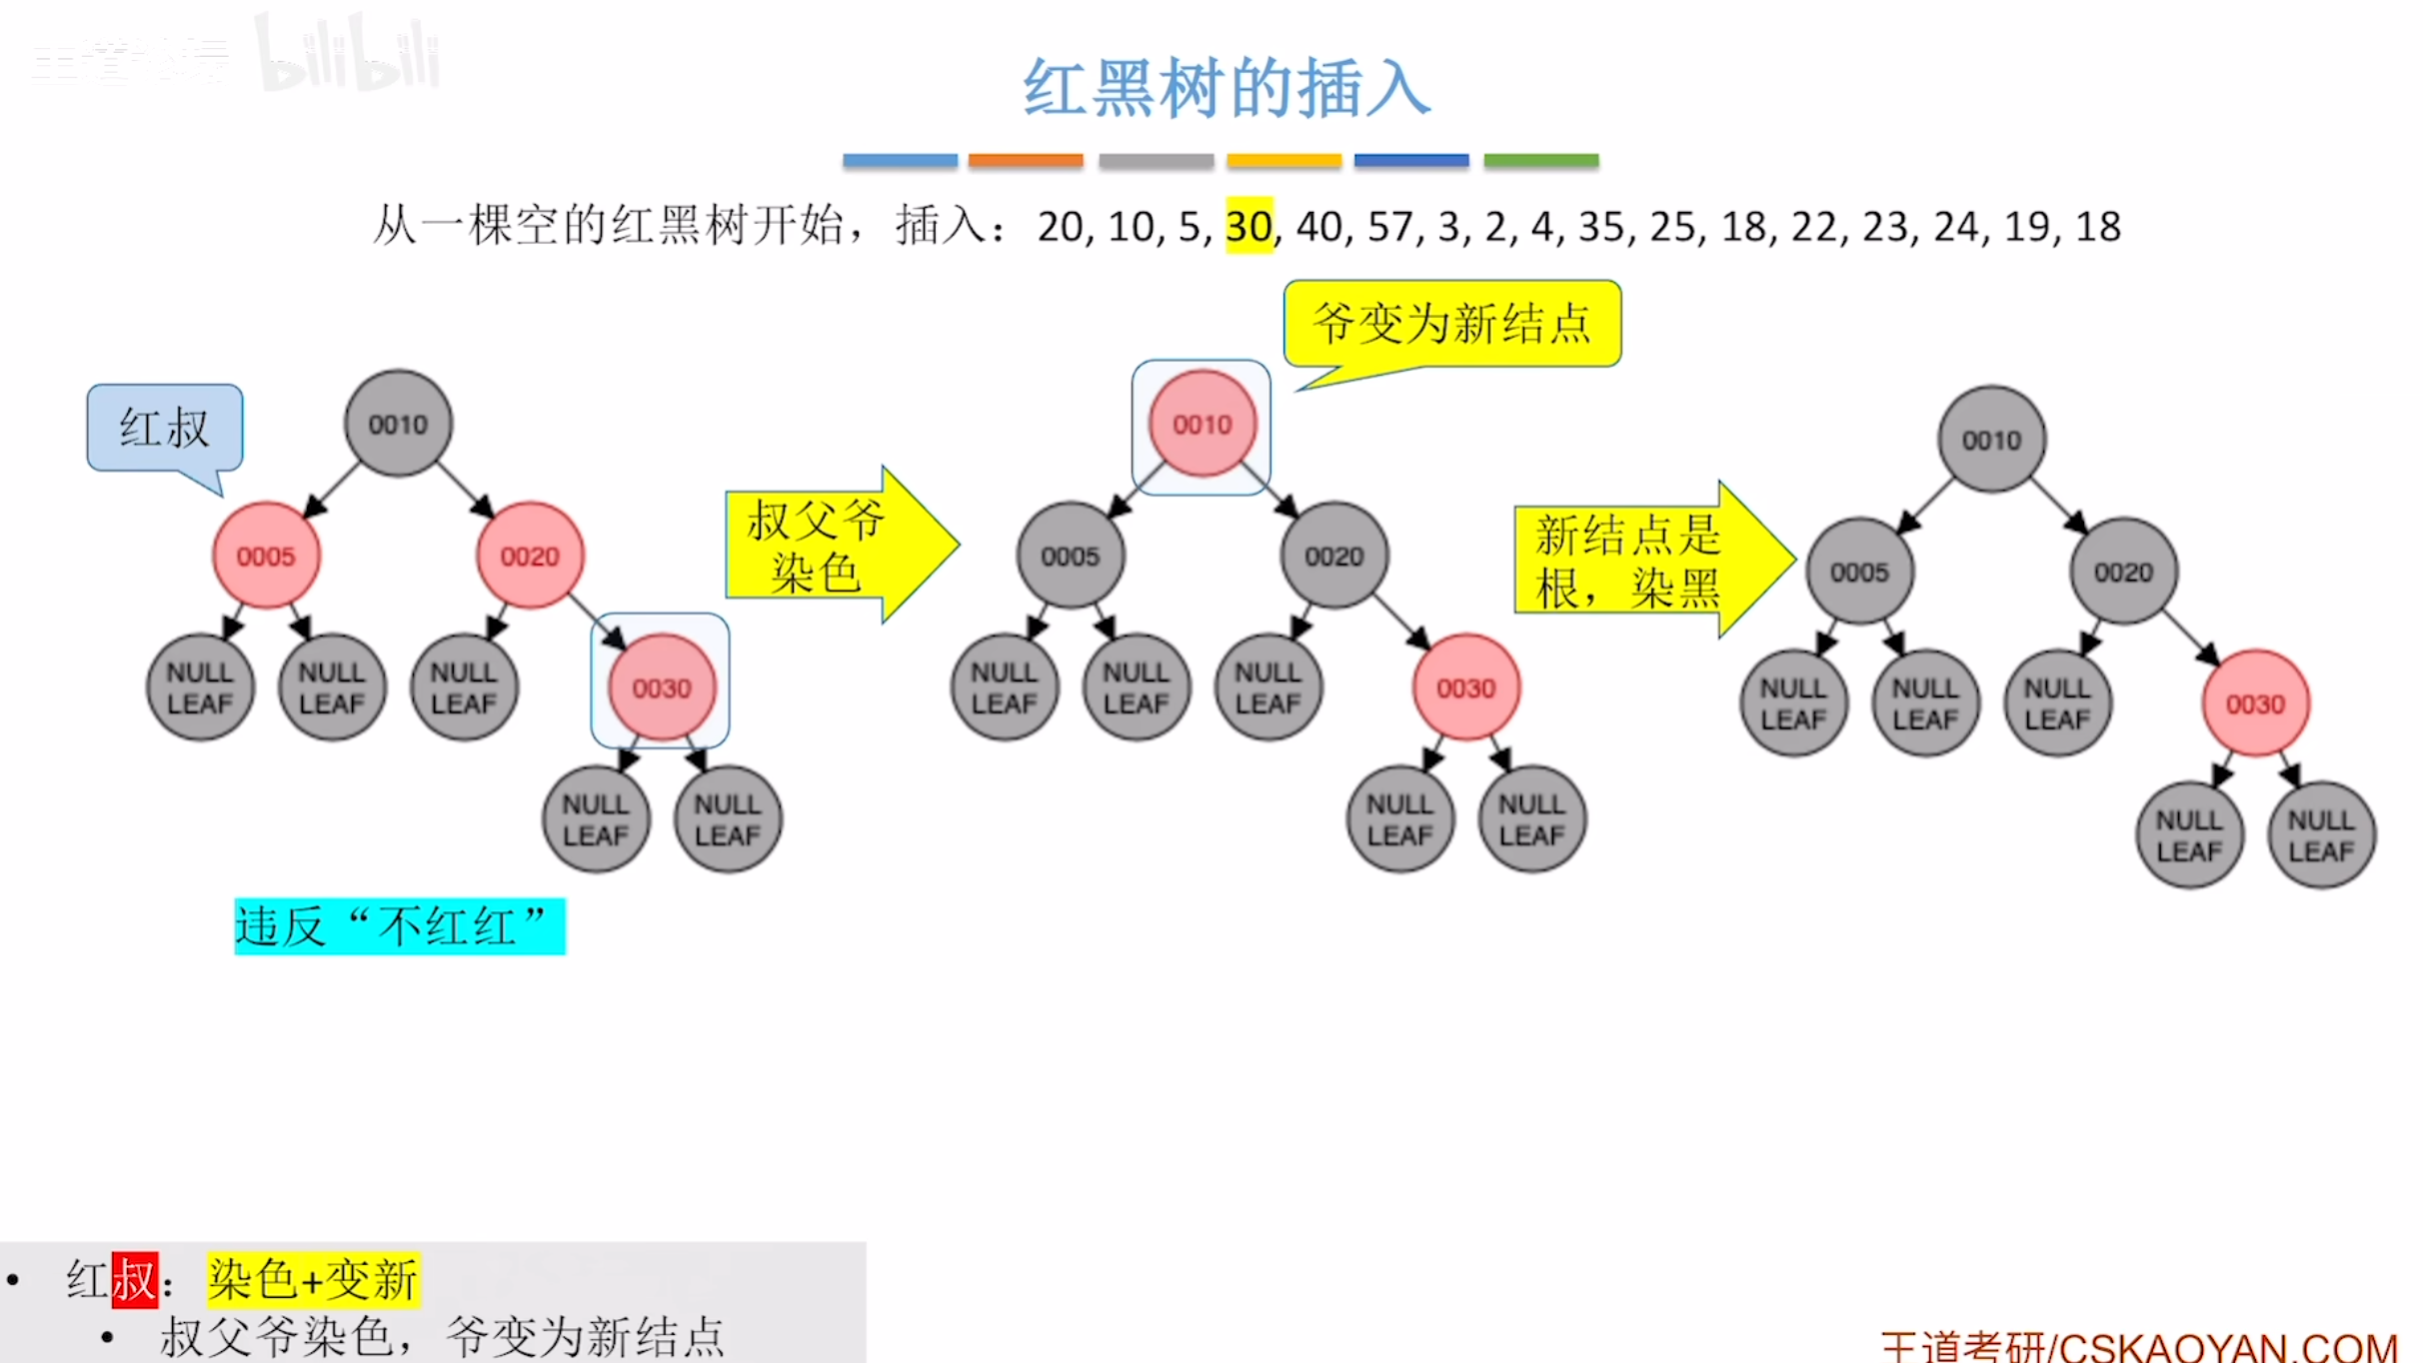 bilibili
红黑树的插入
从一棵空的红黑树开始，插入：20, 10, 5, 30, 40, 57, 3, 2, 4, 35, 25, 18, 22, 23, 24, 19, 18
爷变为新结点
红叔
0010
0005
0020
NULL LEAF
NULL LEAF
NULL LEAF
0030
NULL LEAF
NULL LEAF
违反“不红红”
叔父爷
染色
0010
0005
0020
NULL LEAF
NULL LEAF
NULL LEAF
0030
NULL LEAF
NULL LEAF
新结点是
根，染黑
0010
0005
0020
NULL LEAF
NULL LEAF
NULL LEAF
0030
NULL LEAF
NULL LEAF
• 红叔：染色+变新
• 叔父爷染色，爷变为新结点
王道考研/CSKAOYAN.COM